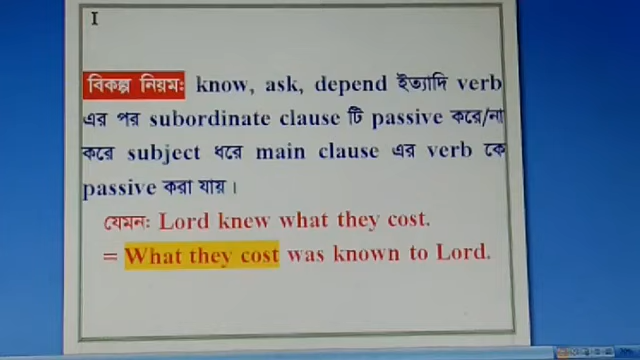 I
বিকল্প নিয়মঃ know, ask, depend ইত্যাদি verb
এর পর subordinate clause টি passive করে/না
করে subject ধরে main clause এর verb কে
passive করা যায়।
যেমনঃ Lord knew what they cost.
= What they cost was known to Lord.